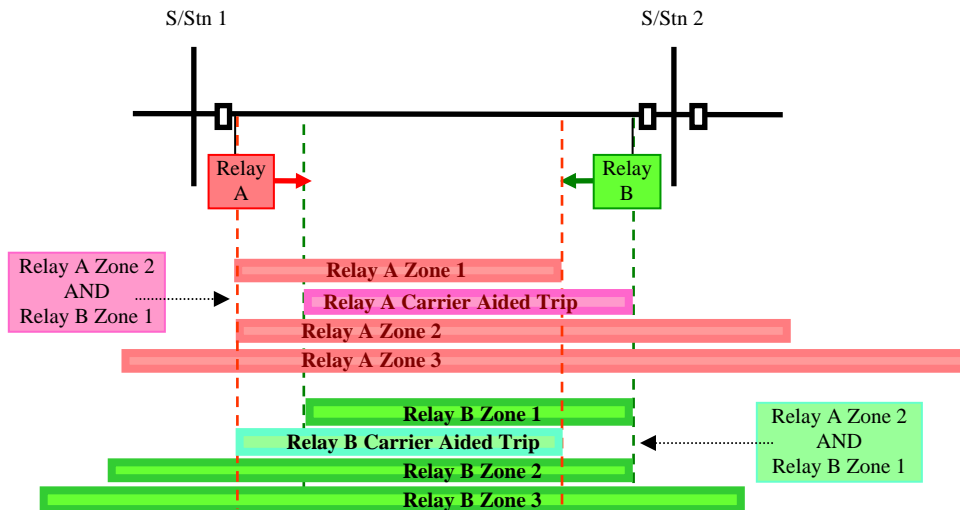 S/Stn 1
S/Stn 2
Relay
A
Relay
B
Relay A Zone 2
AND
Relay B Zone 1
Relay A Zone 1
Relay A Carrier Aided Trip
Relay A Zone 2
Relay A Zone 3
Relay B Zone 1
Relay B Carrier Aided Trip
Relay B Zone 2
Relay B Zone 3
Relay A Zone 2
AND
Relay B Zone 1